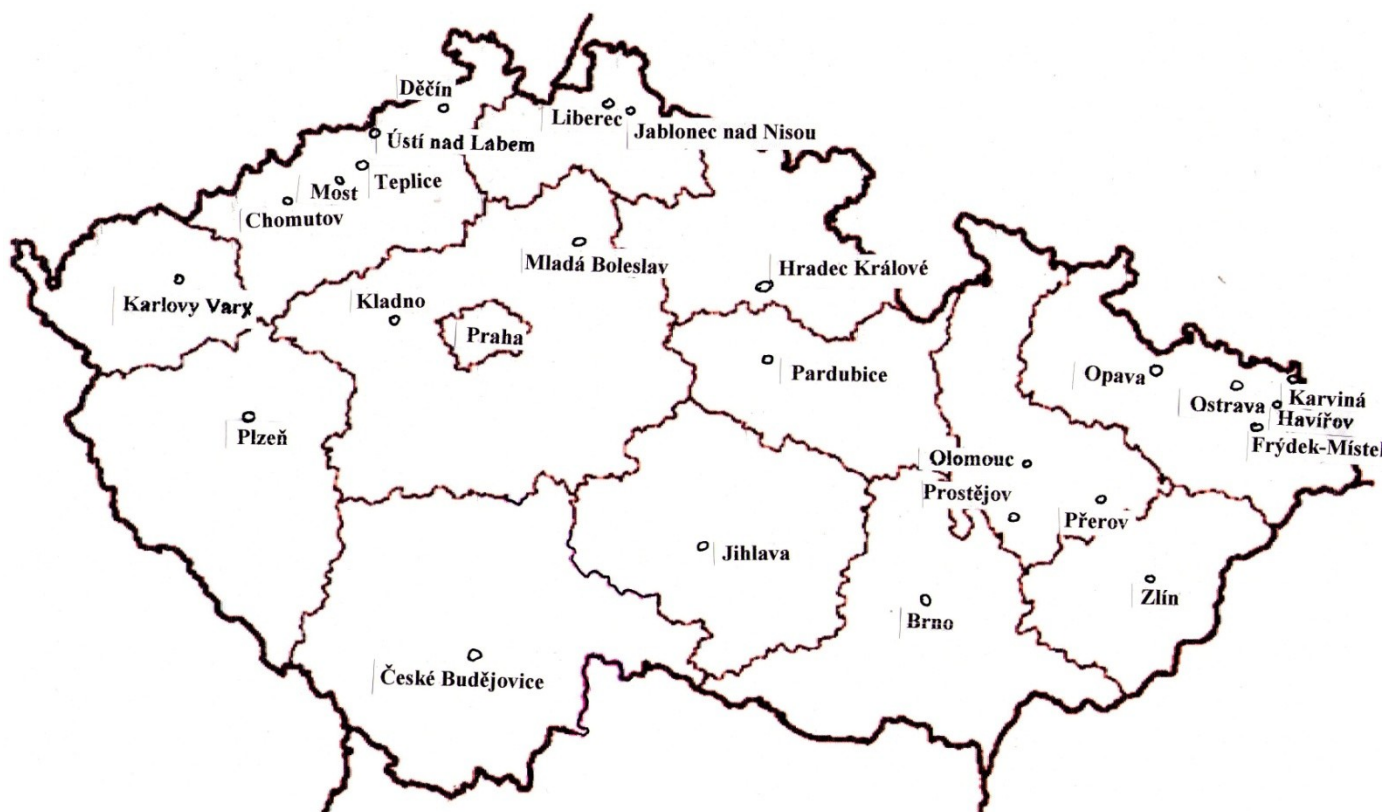 Děčín
Liberec
Jablonec nad Nisou
Ústí nad Labem
Most
Teplice
Chomutov
Mladá Boleslav
Hradec Králové
Karlovy Vary
Kladno
Praha
Pardubice
Opava
Ostrava
Karviná
Havířov
Frýdek-Místek
Plzeň
Olomouc
Prostějov
Přerov
Jihlava
Zlín
Brno
České Budějovice